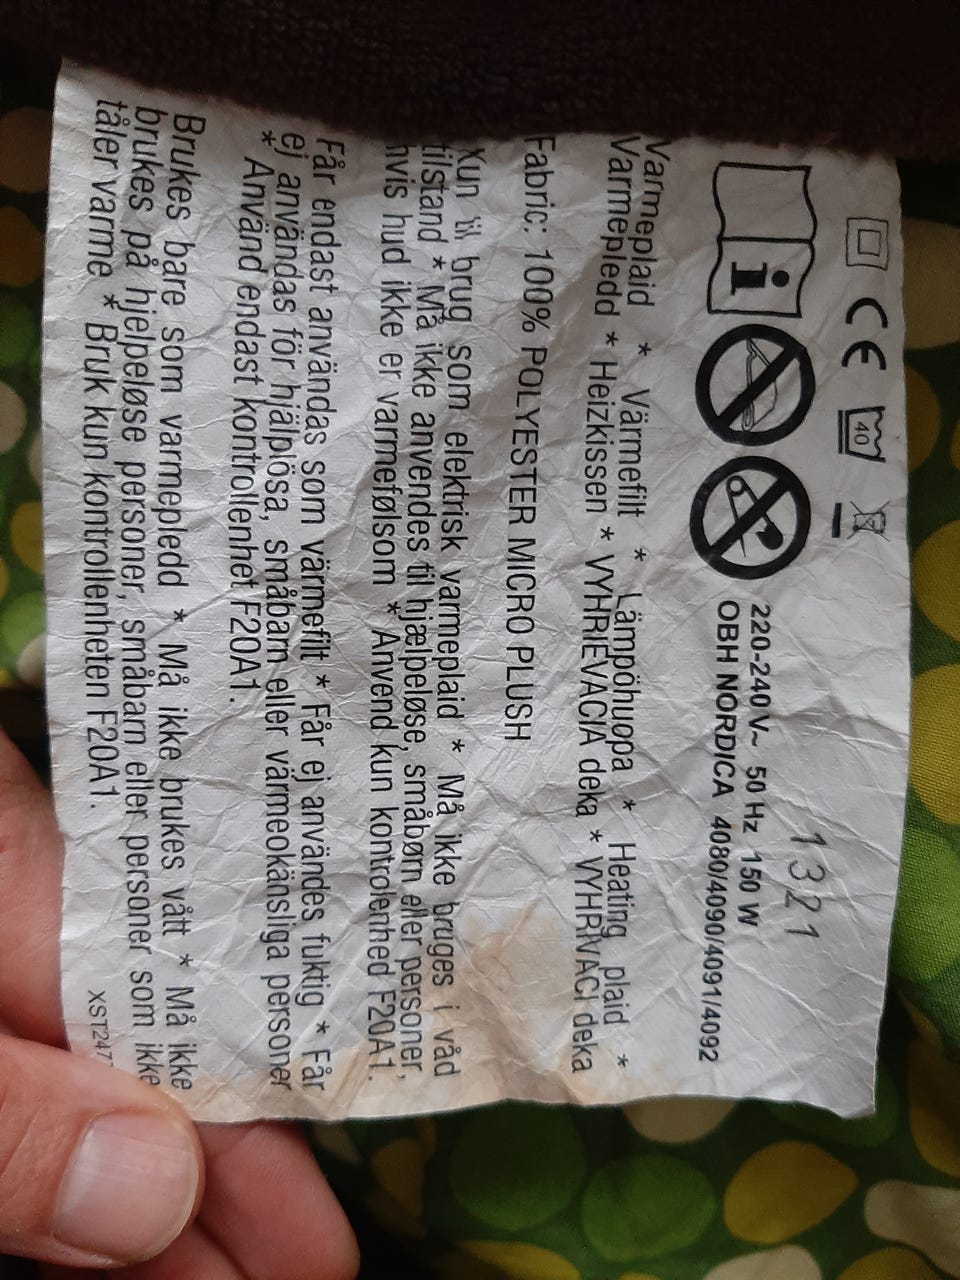 40
1321
220-240 V~ 50 Hz 150 W
OBH NORDICA 4080/4090/4091/4092
Varmeplaid * Värmefilt * Lämpöhuopa * Heating plaid *
Varmepledd * Heizkissen * VYHRIEVACIA deka * VYHRIVACI deka
Fabric: 100% POLYESTER MICRO PLUSH
Kun til brug som elektrisk varmeplaid * Må ikke bruges i våd
tilstand * Må ikke anvendes til hjælpeløse, småbørn eller personer,
hvis hud ikke er varmefølsom * Anvend kun kontrolenhed F20A1.
Får endast användas som värmefilt * Får ej användes fuktig * Får
ej användas för hjälplösa, småbarn eller värmeokänsliga personer
* Använd endast kontrollenhet F20A1.
Brukes bare som varmepledd * Må ikke brukes vått * Må ikke
brukes på hjelpeløse personer, småbarn eller personer som ikke
tåler varme * Bruk kun kontrollenheten F20A1.
XST247